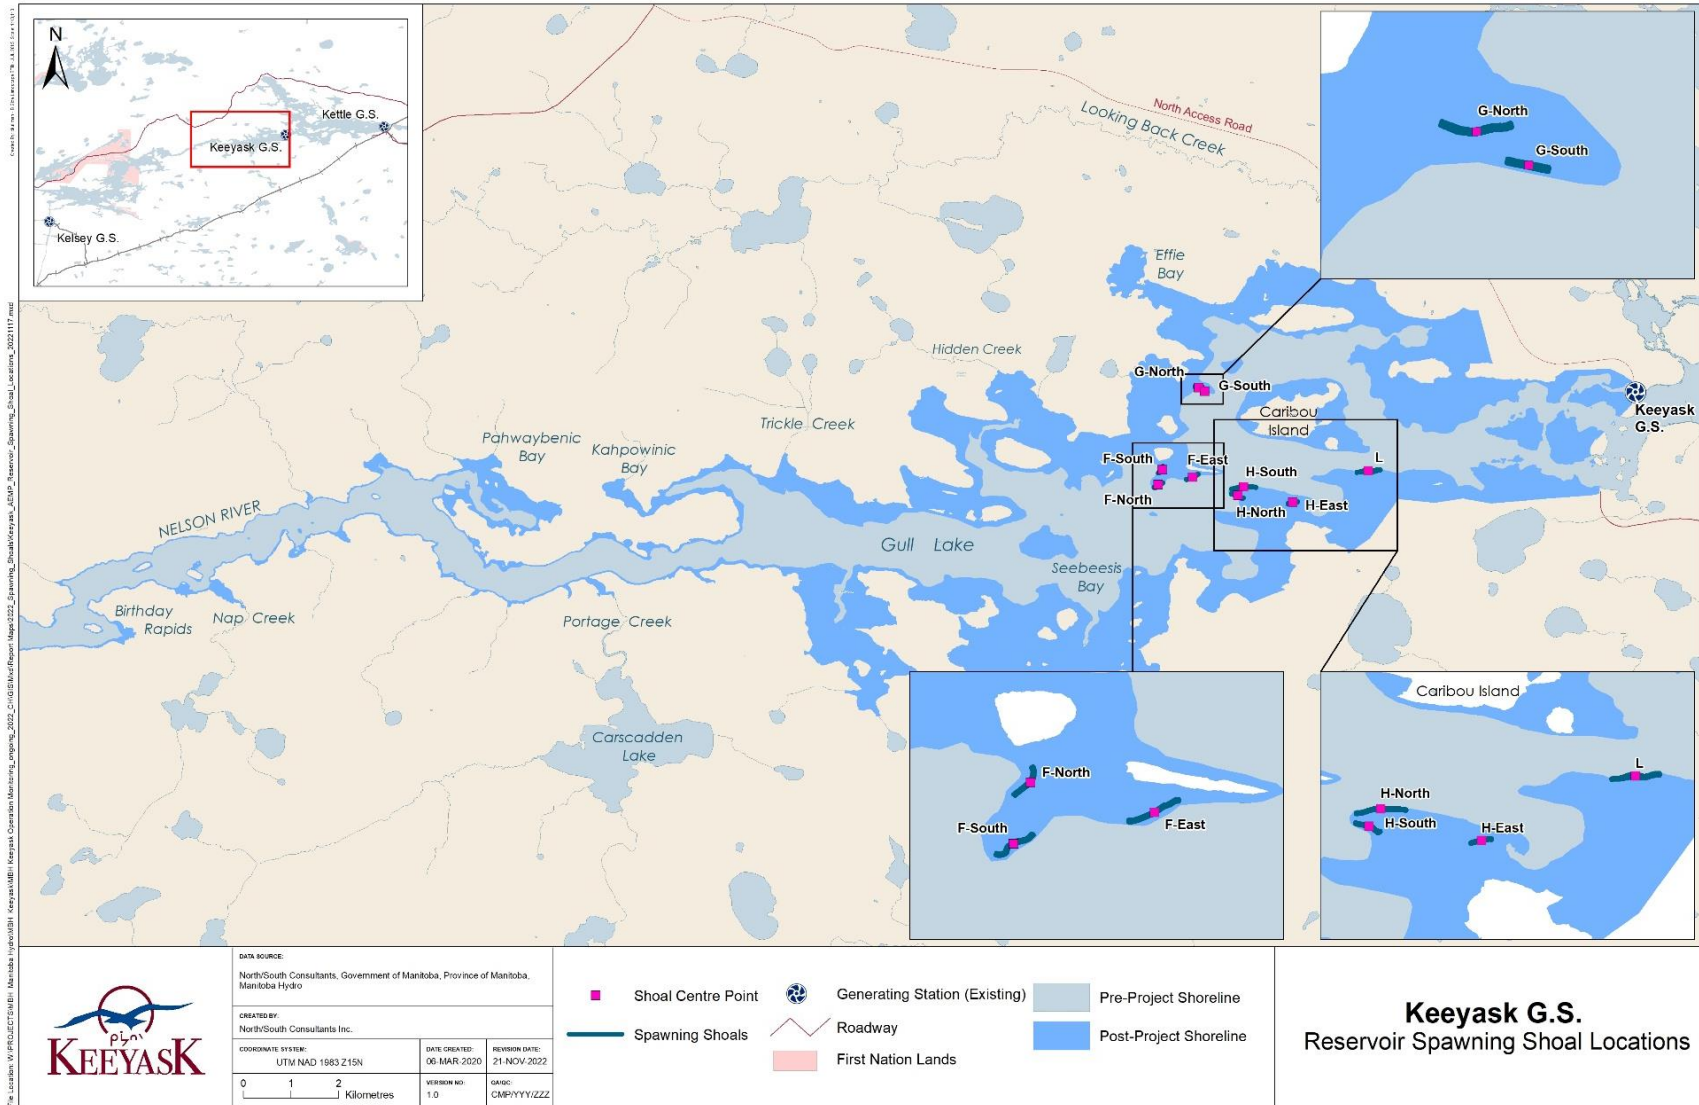 N
Kettle G.S.
Keeyask G.S.
Kelsey G.S.
North Access Road
Looking Back Creek
G-North
G-South
Effie
Bay
Hidden Creek
G-North
G-South
Keeyask
G.S.
Caribou
Island
Trickle Creek
Pahwaybenic
Bay
Kahpowinic
Bay
F-South
F-East
F-North
H-South
L
H-North
H-East
NELSON RIVER
Gull Lake
Seebeesis
Bay
Birthday
Rapids
Nap Creek
Portage Creek
Carscadden
Lake
F-North
F-South
F-East
Caribou Island
L
H-North
H-South
H-East
KEEYASK
DATA SOURCE:
North/South Consultants, Government of Manitoba, Province of Manitoba,
Manitoba Hydro
CREATED BY:
North/South Consultants Inc.
COORDINATE SYSTEM:
UTM NAD 1983 Z15N
DATE CREATED:
06-MAR-2020
REVISION DATE:
21-NOV-2022
0 1 2
Kilometres
VERSION NO:
1.0
QA/QC:
CMP/YYY/ZZZ
Shoal Centre Point
Spawning Shoals
Generating Station (Existing)
Roadway
First Nation Lands
Pre-Project Shoreline
Post-Project Shoreline
Keeyask G.S.
Reservoir Spawning Shoal Locations